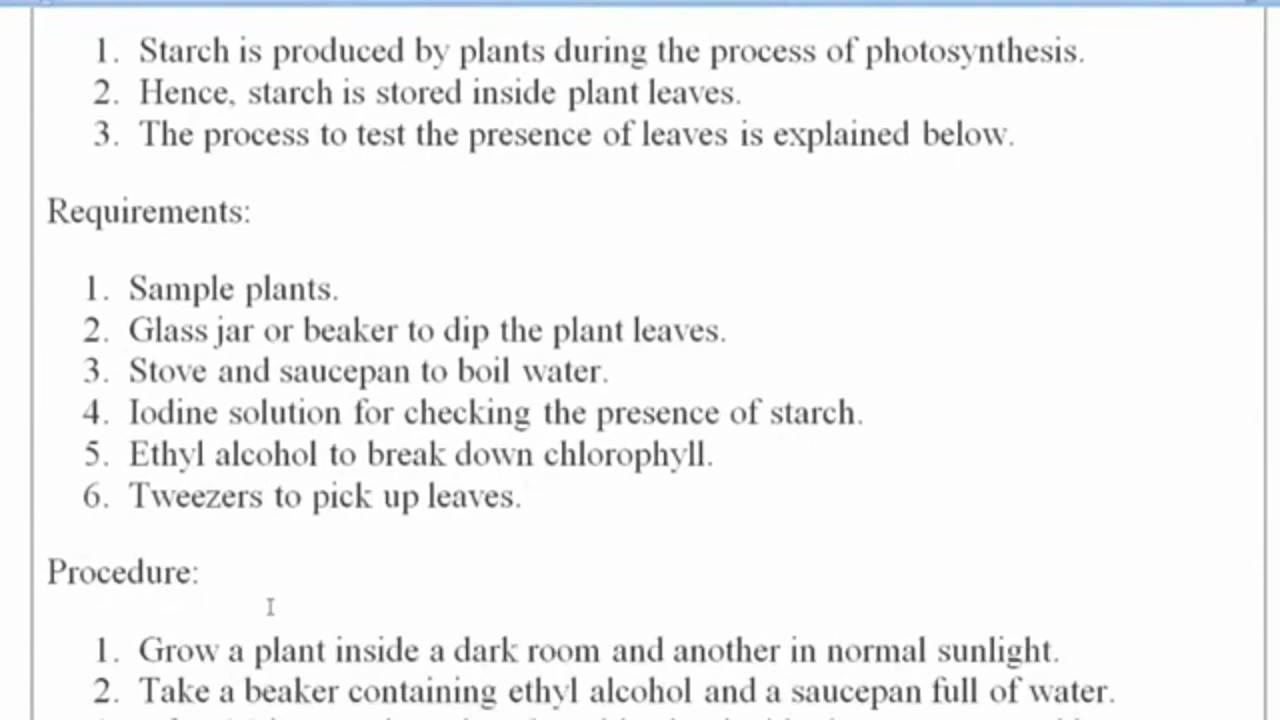 1. Starch is produced by plants during the process of photosynthesis.
2. Hence, starch is stored inside plant leaves.
3. The process to test the presence of leaves is explained below.
Requirements:
1. Sample plants.
2. Glass jar or beaker to dip the plant leaves.
3. Stove and saucepan to boil water.
4. Iodine solution for checking the presence of starch.
5. Ethyl alcohol to break down chlorophyll.
6. Tweezers to pick up leaves.
Procedure:
1. Grow a plant inside a dark room and another in normal sunlight.
2. Take a beaker containing ethyl alcohol and a saucepan full of water.